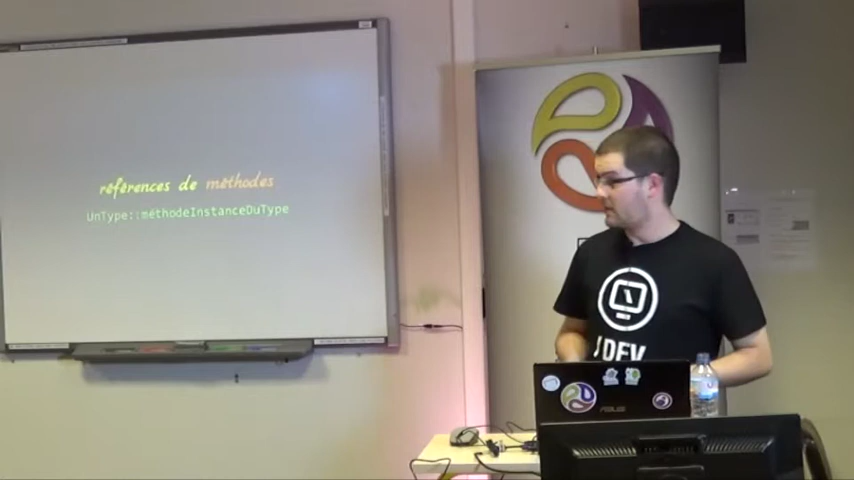 références de méthodes
UnType::méthodeInstanceDuType
JDEV
ASUS